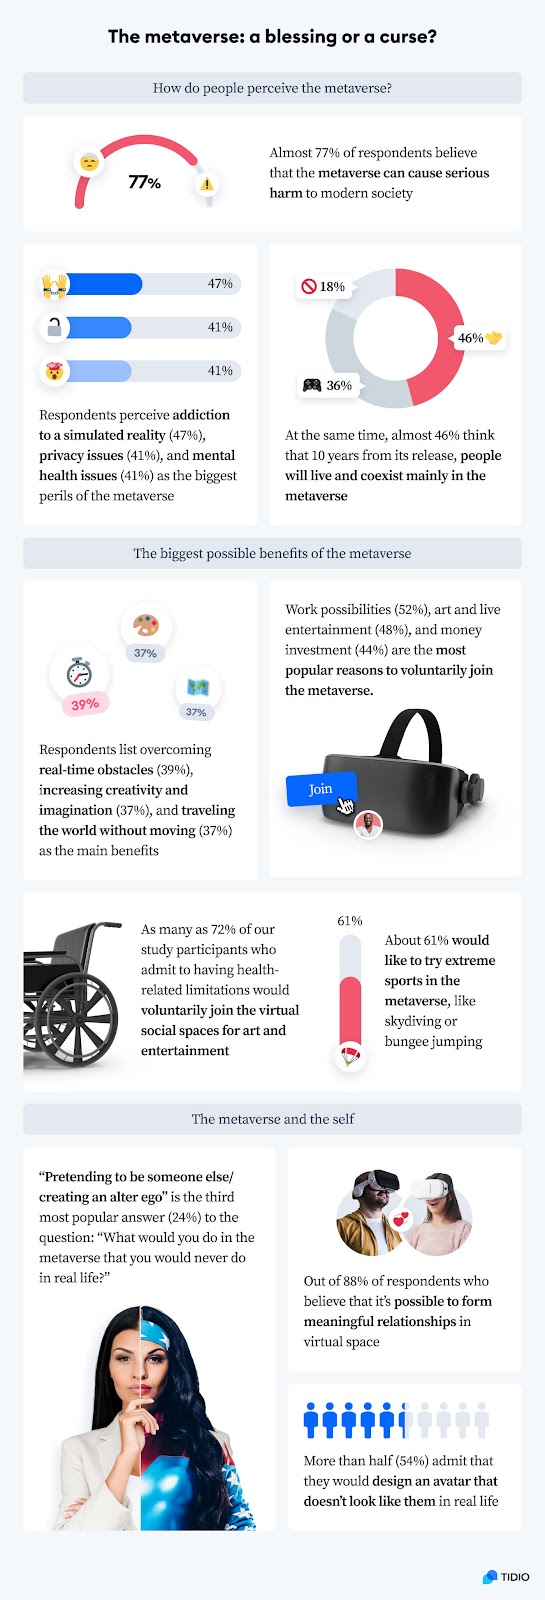 The metaverse: a blessing or a curse?
How do people perceive the metaverse?
77%
Almost 77% of respondents believe
that the metaverse can cause serious
harm to modern society
47%
41%
41%
Respondents perceive addiction
to a simulated reality (47%),
privacy issues (41%), and mental
health issues (41%) as the biggest
perils of the metaverse
18%
46%
36%
At the same time, almost 46% think
that 10 years from its release, people
will live and coexist mainly in the
metaverse
The biggest possible benefits of the metaverse
37%
39%
37%
Respondents list overcoming
real-time obstacles (39%),
increasing creativity and
imagination (37%), and traveling
the world without moving (37%)
as the main benefits
Work possibilities (52%), art and live
entertainment (48%), and money
investment (44%) are the most
popular reasons to voluntarily join
the metaverse.
Join
As many as 72% of our
study participants who
admit to having health-
related limitations would
voluntarily join the virtual
social spaces for art and
entertainment
61%
About 61% would
like to try extreme
sports in the
metaverse, like
skydiving or
bungee jumping
The metaverse and the self
“Pretending to be someone else/
creating an alter ego” is the third
most popular answer (24%) to the
question: “What would you do in the
metaverse that you would never do
in real life?”
Out of 88% of respondents who
believe that it’s possible to form
meaningful relationships in
virtual space
More than half (54%) admit that
they would design an avatar that
doesn’t look like them in real life
TIDIO